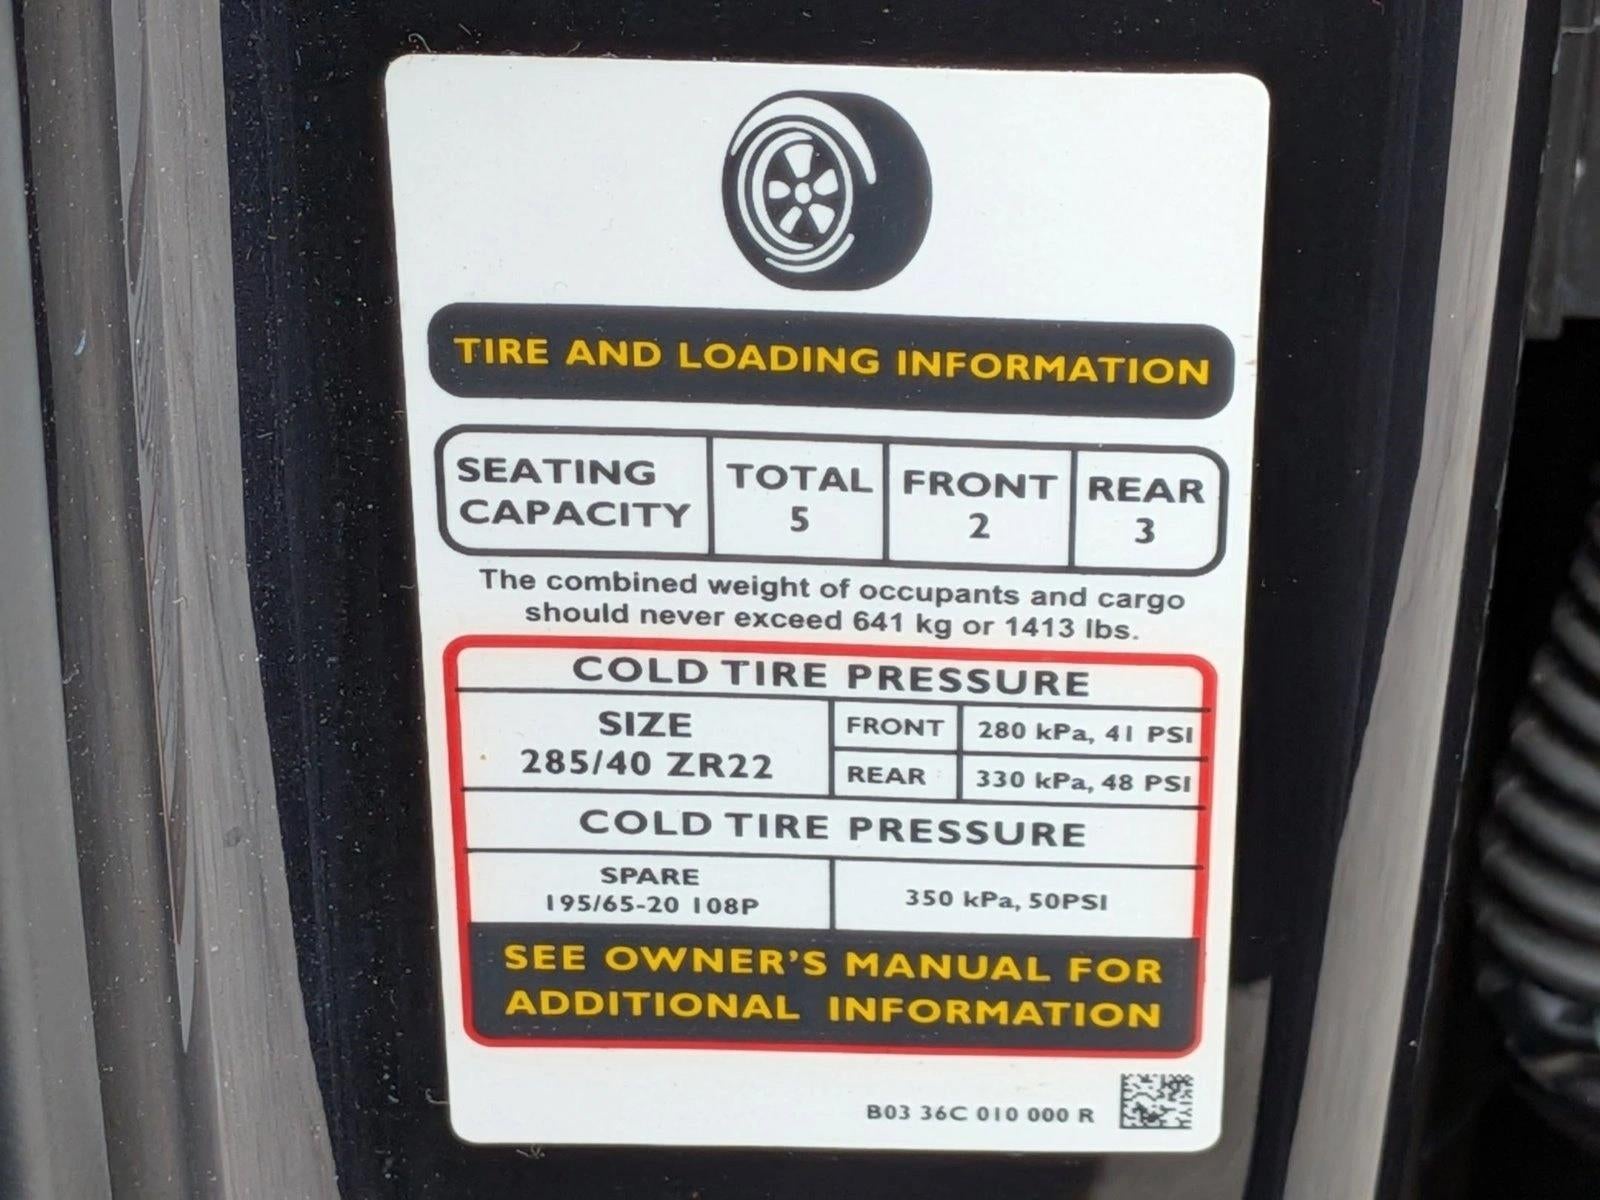 TIRE AND LOADING INFORMATION
SEATING CAPACITY
TOTAL 5
FRONT 2
REAR 3
The combined weight of occupants and cargo
should never exceed 641 kg or 1413 lbs.
COLD TIRE PRESSURE
SIZE
285/40 ZR22
FRONT 280 kPa, 41 PSI
REAR 330 kPa, 48 PSI
COLD TIRE PRESSURE
SPARE
195/65-20 108P
350 kPa, 50PSI
SEE OWNER'S MANUAL FOR
ADDITIONAL INFORMATION
B03 36C 010 000 R